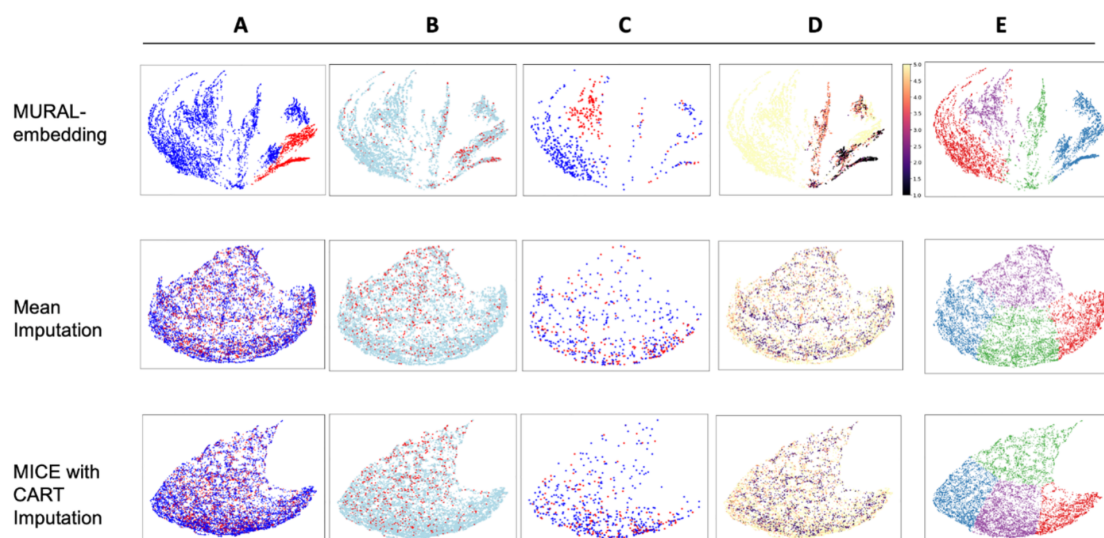 A B C D E
MURAL-
embedding
5.0
4.5
4.0
3.5
3.0
2.5
2.0
1.5
1.0
Mean
Imputation
MICE with
CART
Imputation